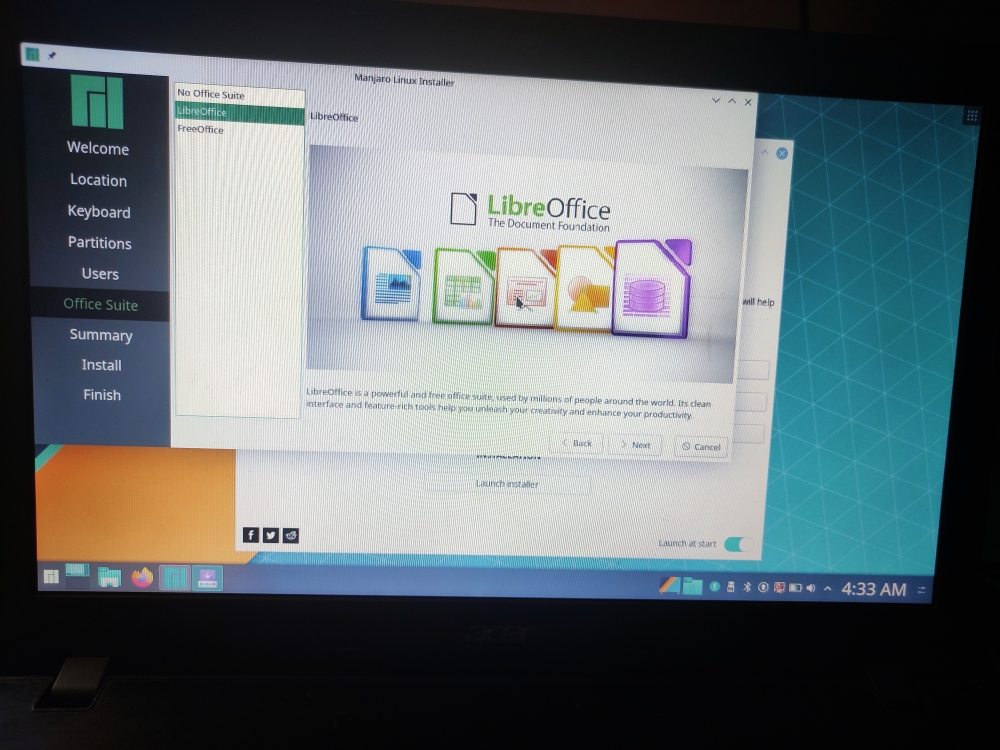 Manjaro Linux Installer
Welcome
Location
Keyboard
Partitions
Users
Office Suite
Summary
Install
Finish
No Office Suite
LibreOffice
FreeOffice
LibreOffice
LibreOffice
The Document Foundation
LibreOffice is a powerful and free office suite, used by millions of people around the world. Its clean
interface and feature-rich tools help you unleash your creativity and enhance your productivity.
Back
Next
Cancel
will help
INSTALLATION
Launch installer
Launch at start
4:33 AM
acer